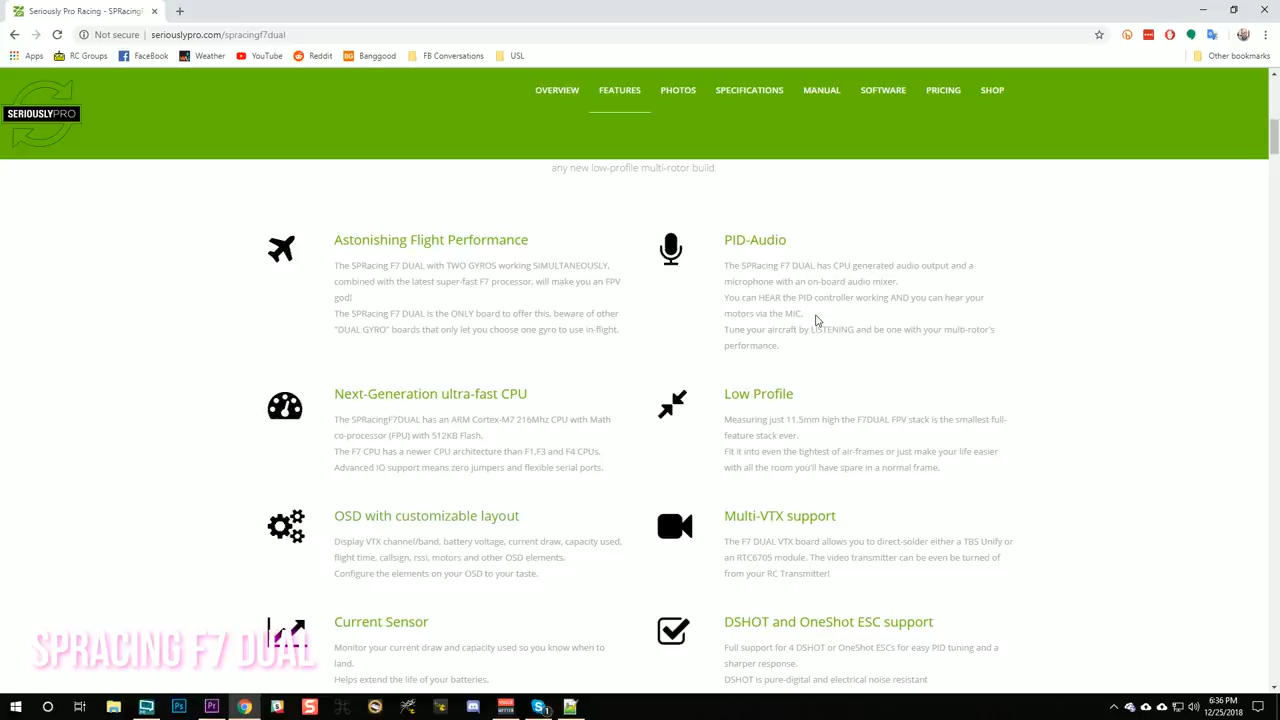 Seriously Pro Racing - SPRacingF
Not secure | seriouslypro.com/spracingf7dual
Apps
RC Groups
FaceBook
Weather
YouTube
Reddit
BG
Banggood
FB Conversations
USL
Other bookmarks
SERIOUSLYPRO
OVERVIEW
FEATURES
PHOTOS
SPECIFICATIONS
MANUAL
SOFTWARE
PRICING
SHOP
any new low-profile multi-rotor build.
Astonishing Flight Performance
The SPRacing F7 DUAL with TWO GYROS working SIMULTANEOUSLY,
combined with the latest super-fast F7 processor, will make you an FPV
god!
The SPRacing F7 DUAL is the ONLY board to offer this, beware of other
"DUAL GYRO" boards that only let you choose one gyro to use in-flight.
PID-Audio
The SPRacing F7 DUAL has CPU generated audio output and a
microphone with an on-board audio mixer.
You can HEAR the PID controller working AND you can hear your
motors via the MIC.
Tune your aircraft by LISTENING and be one with your multi-rotor's
performance.
Next-Generation ultra-fast CPU
The SPRacingF7DUAL has an ARM Cortex-M7 216Mhz CPU with Math
co-processor (FPU) with 512KB Flash.
The F7 CPU has a newer CPU architecture than F1,F3 and F4 CPUs.
Advanced IO support means zero jumpers and flexible serial ports.
Low Profile
Measuring just 11.5mm high the F7DUAL FPV stack is the smallest full-
feature stack ever.
Fit it into even the tightest of air-frames or just make your life easier
with all the room you'll have spare in a normal frame.
OSD with customizable layout
Display VTX channel/band, battery voltage, current draw, capacity used,
flight time, callsign, rssi, motors and other OSD elements.
Configure the elements on your OSD to your taste.
Multi-VTX support
The F7 DUAL VTX board allows you to direct-solder either a TBS Unify or
an RTC6705 module. The video transmitter can be even be turned of
from your RC Transmitter!
Current Sensor
Monitor your current draw and capacity used so you know when to
land.
Helps extend the life of your batteries.
DSHOT and OneShot ESC support
Full support for 4 DSHOT or OneShot ESCs for easy PID tuning and a
sharper response.
DSHOT is pure-digital and electrical noise resistant
SPRACING F7 DUAL
Ps
Pr
6:36 PM
12/25/2018